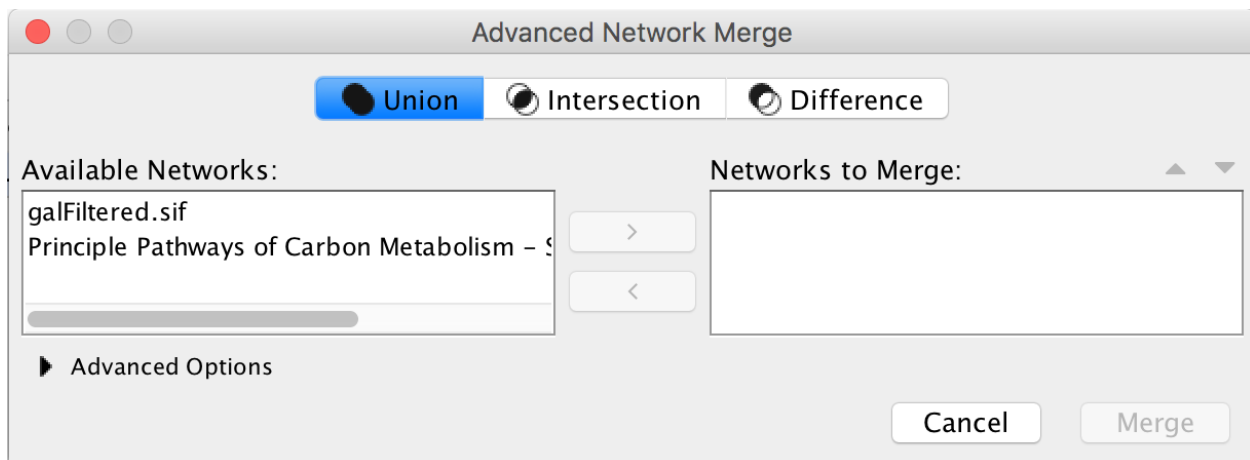 Advanced Network Merge
Union Intersection Difference
Available Networks:
Networks to Merge:
galFiltered.sif
Principle Pathways of Carbon Metabolism –
>
<
Advanced Options
Cancel Merge